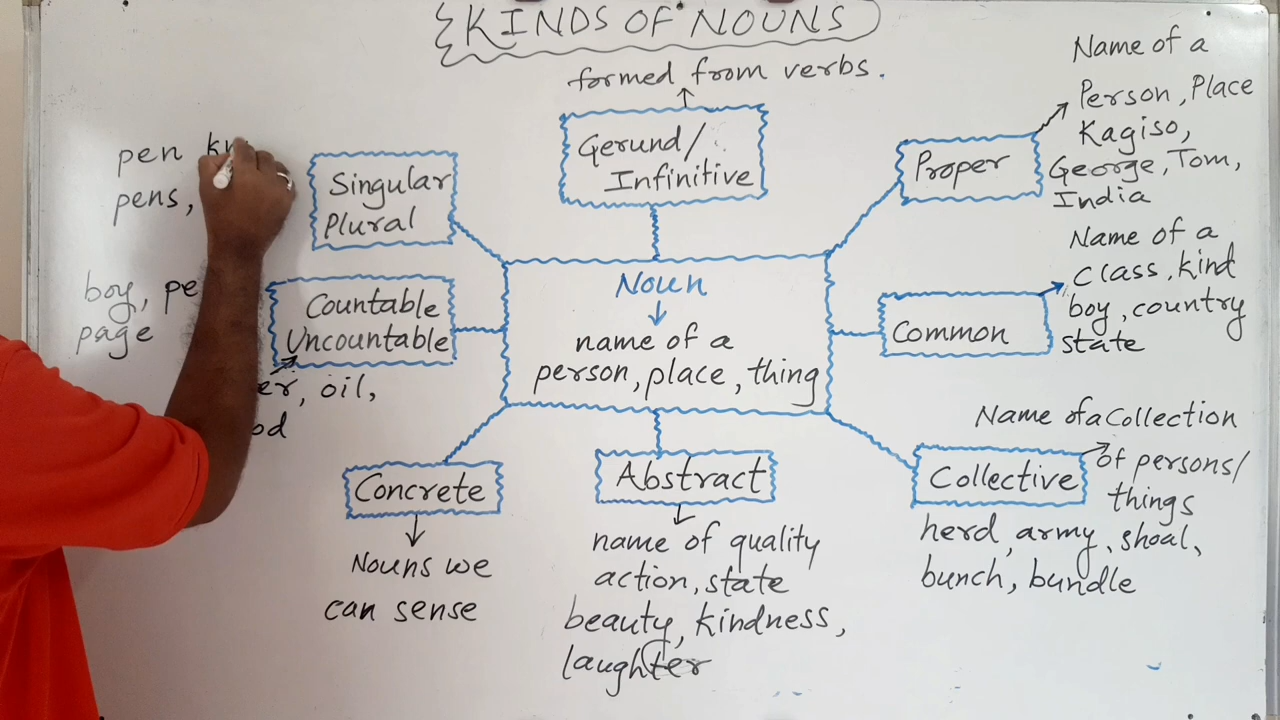 KINDS OF NOUNS
formed from verbs.
Gerund/
Infinitive
Name of a
Person, Place
Kagiso,
George, Tom,
India
Proper
pen
pens,
Singular
Plural
Name of a
class, kind
boy, country
state
Common
boy,
page
Countable
Uncountable
oil,
Noun
name of a
person, place, thing
Name of a Collection
of persons/
things
Collective
herd, army, shoal,
bunch, bundle
Concrete
Nouns we
can sense
Abstract
name of quality
action, state
beauty, kindness,
laughter